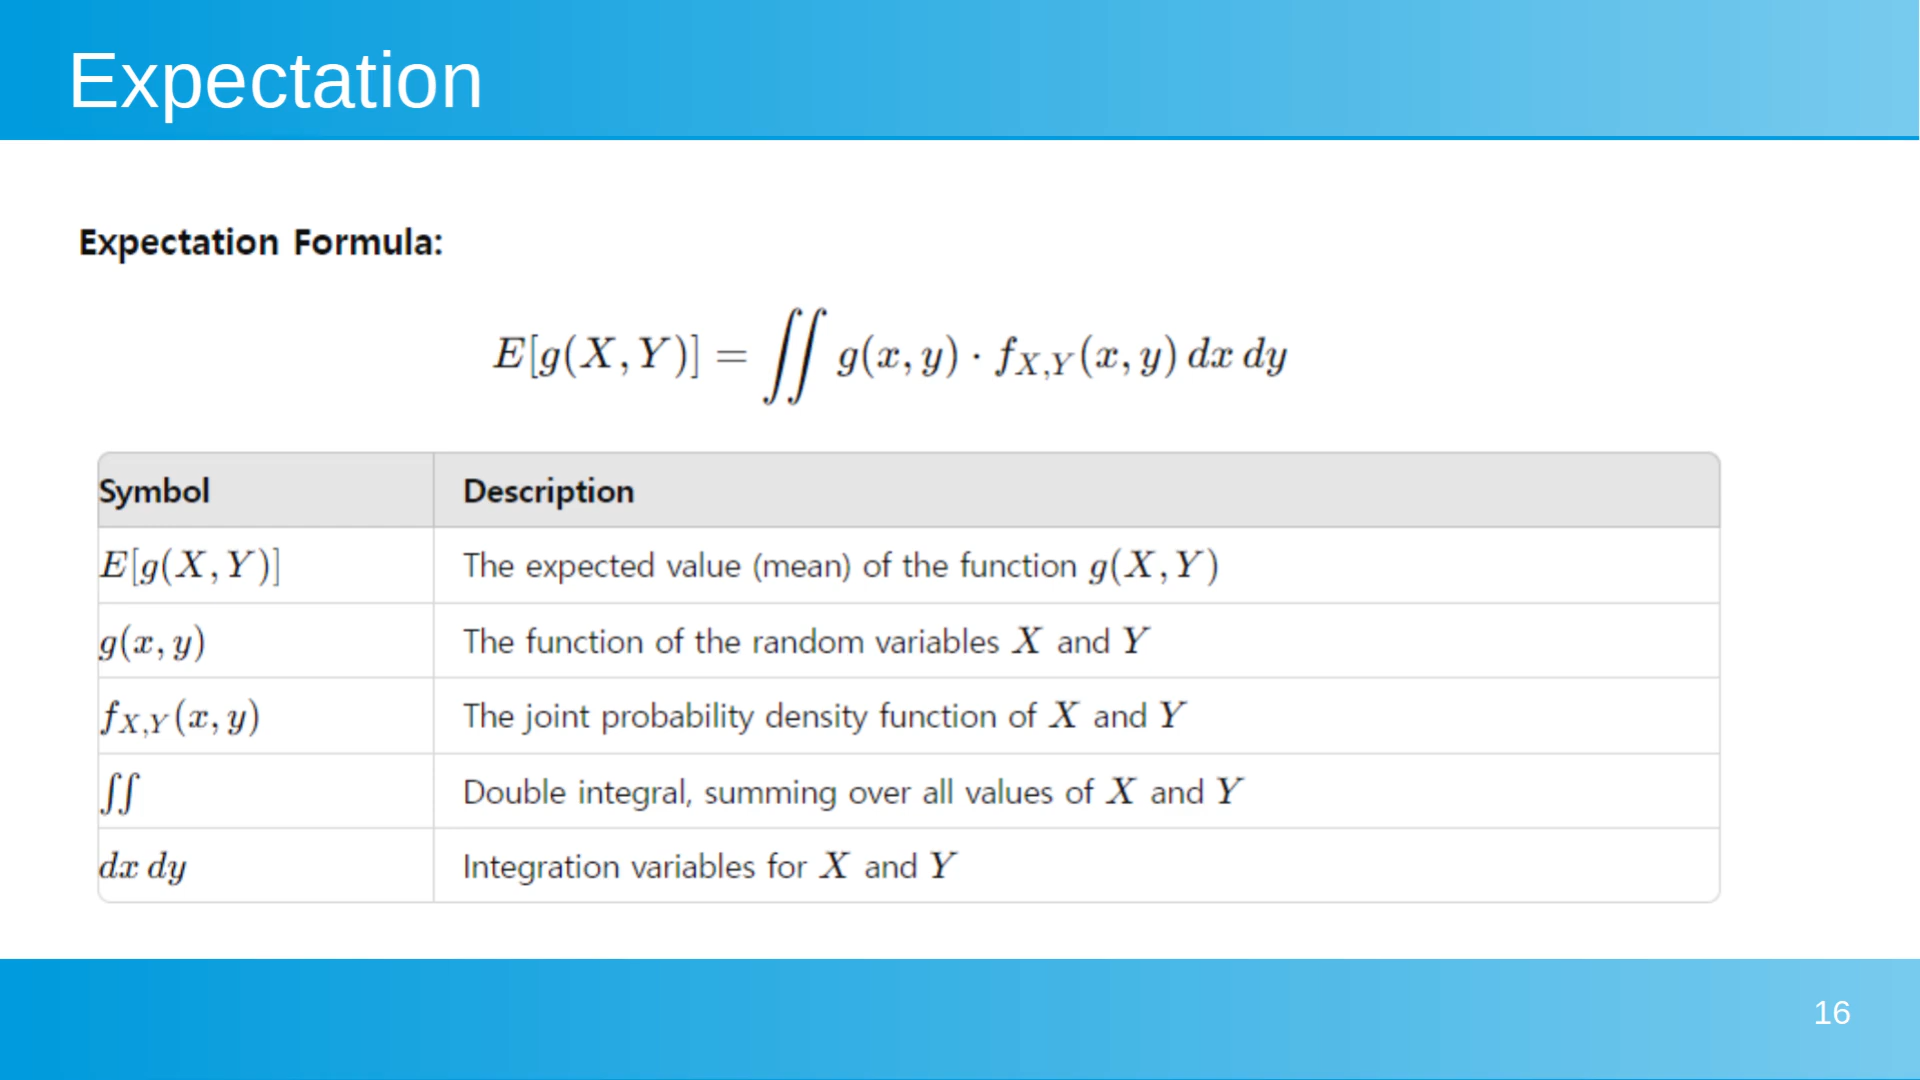 Expectation
Expectation Formula:
E[g(X, Y)] = ∬ g(x, y) · f_{X,Y}(x, y) dx dy
Symbol Description
E[g(X, Y)] The expected value (mean) of the function g(X, Y)
g(x, y) The function of the random variables X and Y
f_{X,Y}(x, y) The joint probability density function of X and Y
∬ Double integral, summing over all values of X and Y
dx dy Integration variables for X and Y
16